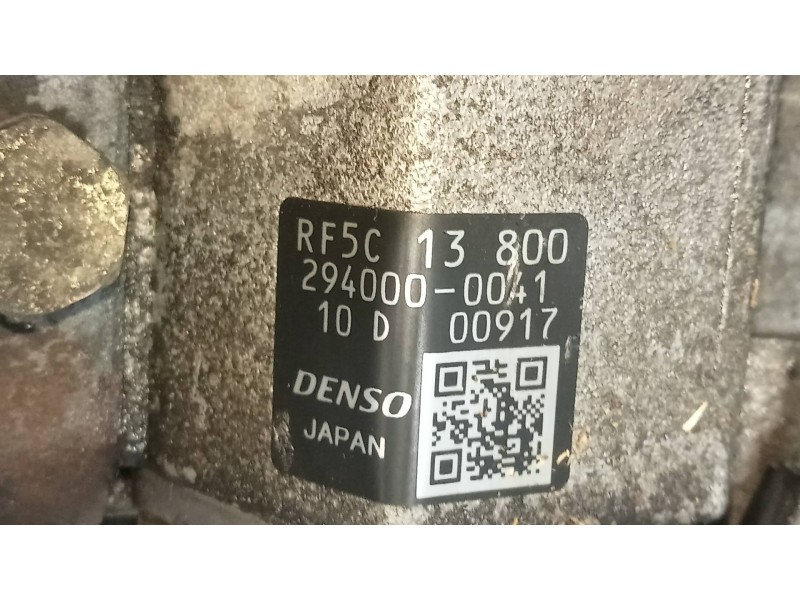 RF5C 13 800
294000-0041
10 D 00917
DENSO
JAPAN